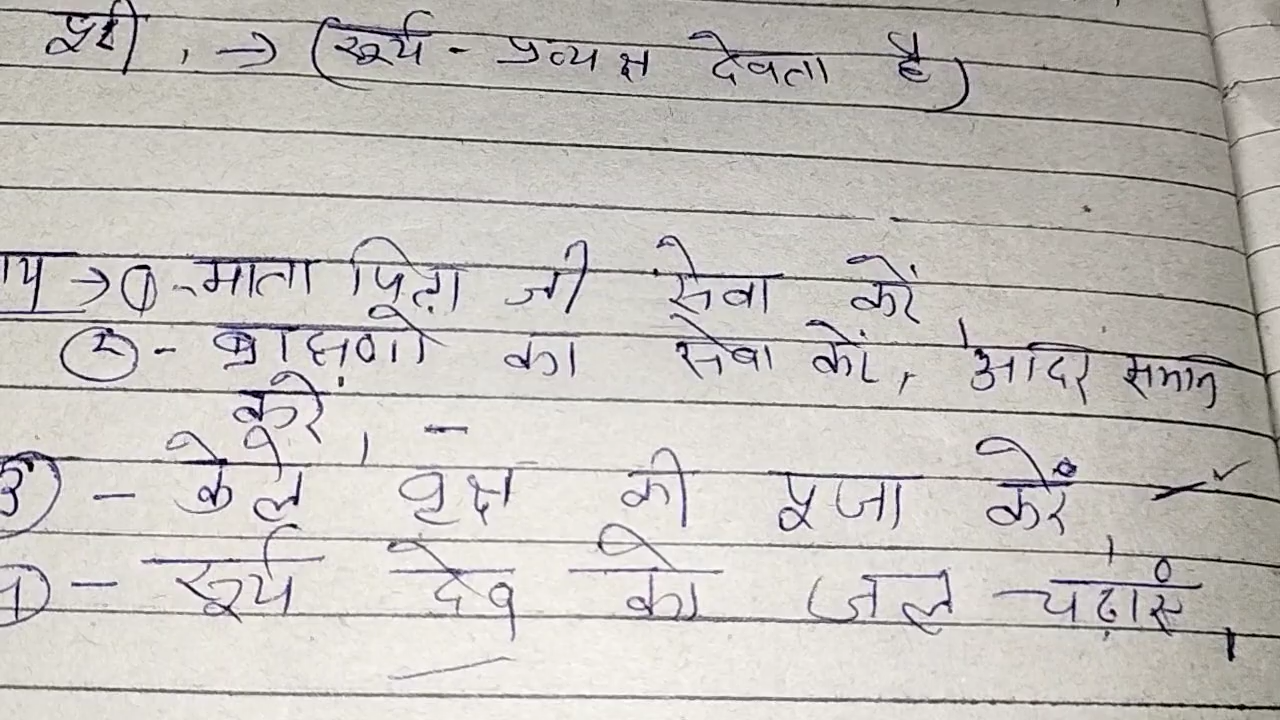 पुरी, → (सूर्य - प्रत्यक्ष देवता है)
ाय → ① - माता पिता जी सेवा करें
② - ब्राह्मणो का सेवा करें, आदर समान
करें, -
③ - केले वृक्ष की पूजा करें
④ - सूर्य देव को जल चढ़ाएं